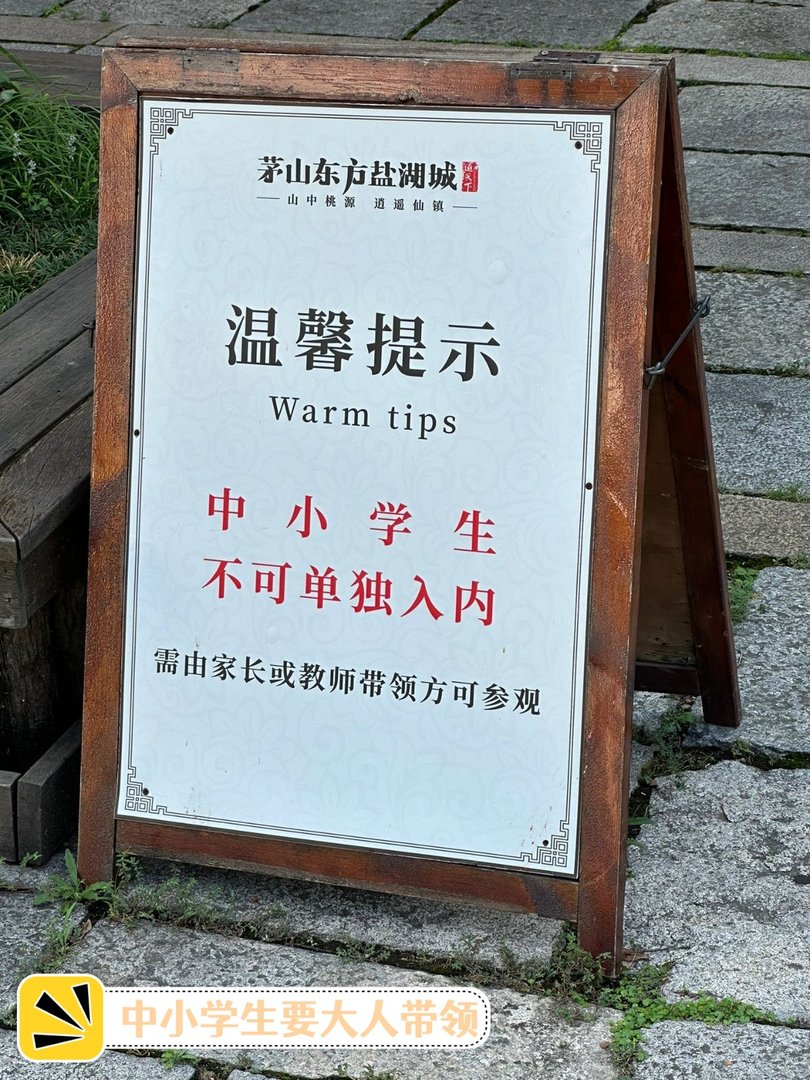 茅山东方盐湖城
山中桃源 逍遥仙镇
温馨提示
Warm tips
中小学生
不可单独入内
需由家长或教师带领方可参观
中小学生要大人带领